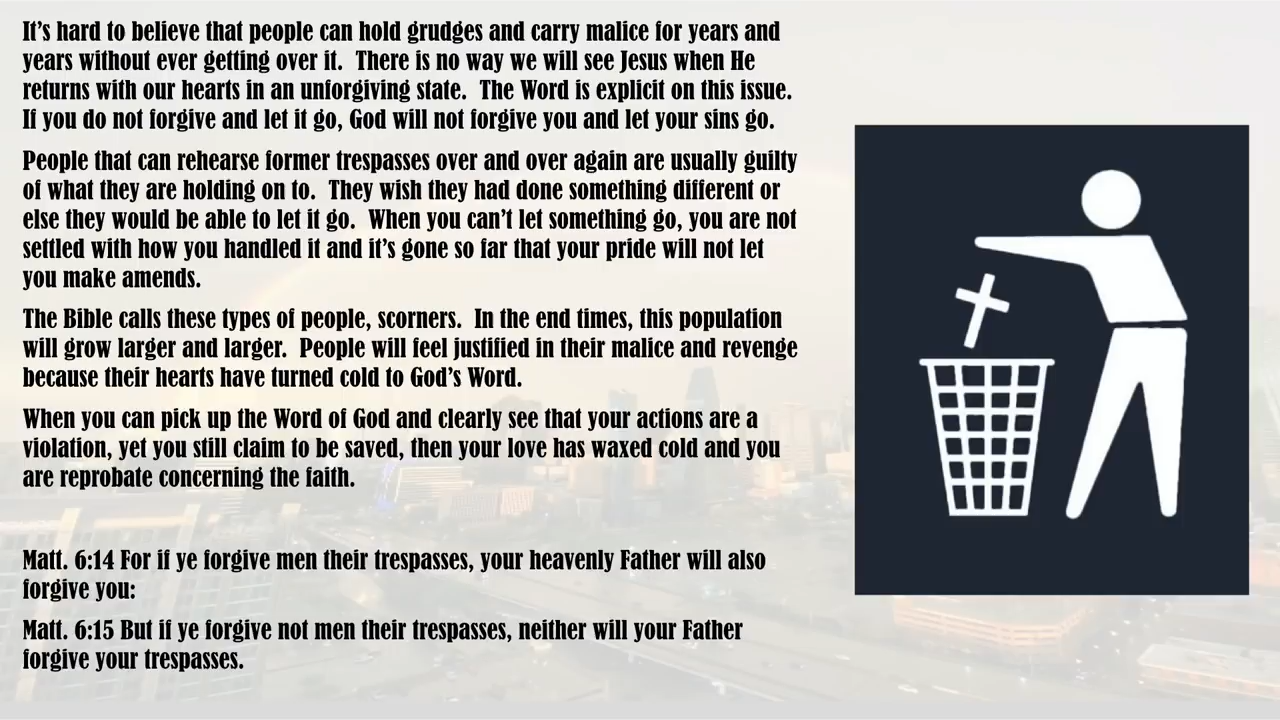 It's hard to believe that people can hold grudges and carry malice for years and
years without ever getting over it.  There is no way we will see Jesus when He
returns with our hearts in an unforgiving state.  The Word is explicit on this issue.
If you do not forgive and let it go, God will not forgive you and let your sins go.
People that can rehearse former trespasses over and over again are usually guilty
of what they are holding on to.  They wish they had done something different or
else they would be able to let it go.  When you can't let something go, you are not
settled with how you handled it and it's gone so far that your pride will not let
you make amends.
The Bible calls these types of people, scorners.  In the end times, this population
will grow larger and larger.  People will feel justified in their malice and revenge
because their hearts have turned cold to God's Word.
When you can pick up the Word of God and clearly see that your actions are a
violation, yet you still claim to be saved, then your love has waxed cold and you
are reprobate concerning the faith.
Matt. 6:14 For if ye forgive men their trespasses, your heavenly Father will also
forgive you:
Matt. 6:15 But if ye forgive not men their trespasses, neither will your Father
forgive your trespasses.